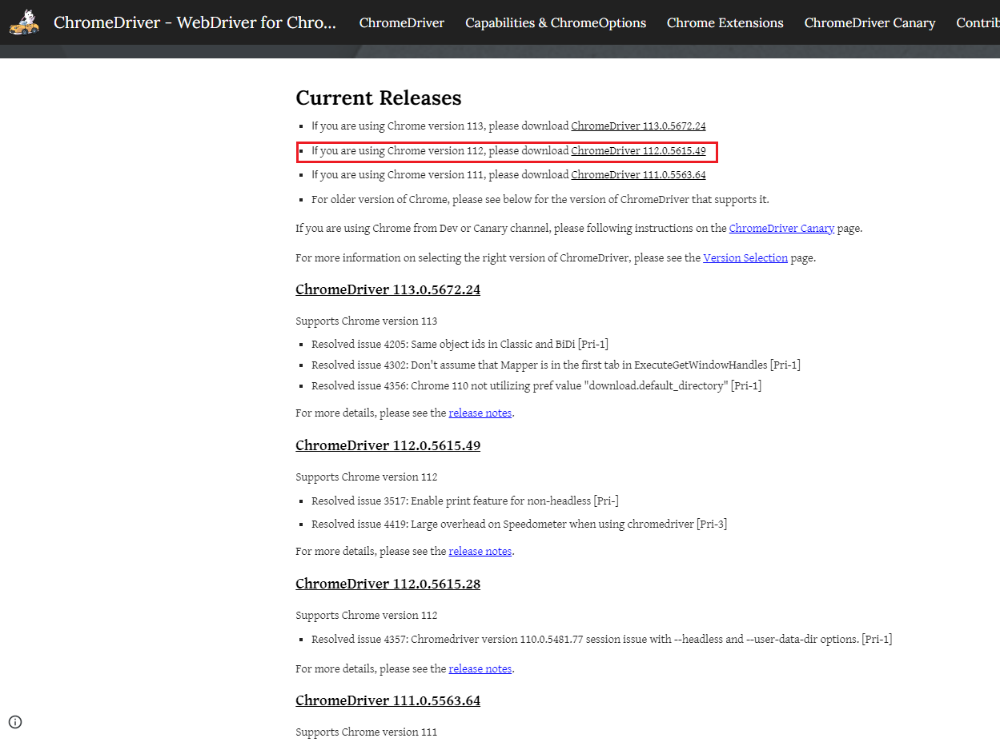 ChromeDriver - WebDriver for Chro...
ChromeDriver
Capabilities & ChromeOptions
Chrome Extensions
ChromeDriver Canary
Contrib
Current Releases
If you are using Chrome version 113, please download ChromeDriver 113.0.5672.24
If you are using Chrome version 112, please download ChromeDriver 112.0.5615.49
If you are using Chrome version 111, please download ChromeDriver 111.0.5563.64
For older version of Chrome, please see below for the version of ChromeDriver that supports it.
If you are using Chrome from Dev or Canary channel, please following instructions on the ChromeDriver Canary page.
For more information on selecting the right version of ChromeDriver, please see the Version Selection page.
ChromeDriver 113.0.5672.24
Supports Chrome version 113
Resolved issue 4205: Same object ids in Classic and BiDi [Pri-1]
Resolved issue 4302: Don't assume that Mapper is in the first tab in ExecuteGetWindowHandles [Pri-1]
Resolved issue 4356: Chrome 110 not utilizing pref value "download.default_directory" [Pri-1]
For more details, please see the release notes.
ChromeDriver 112.0.5615.49
Supports Chrome version 112
Resolved issue 3517: Enable print feature for non-headless [Pri-]
Resolved issue 4419: Large overhead on Speedometer when using chromedriver [Pri-3]
For more details, please see the release notes.
ChromeDriver 112.0.5615.28
Supports Chrome version 112
Resolved issue 4357: Chromedriver version 110.0.5481.77 session issue with --headless and --user-data-dir options. [Pri-1]
For more details, please see the release notes.
ChromeDriver 111.0.5563.64
Supports Chrome version 111